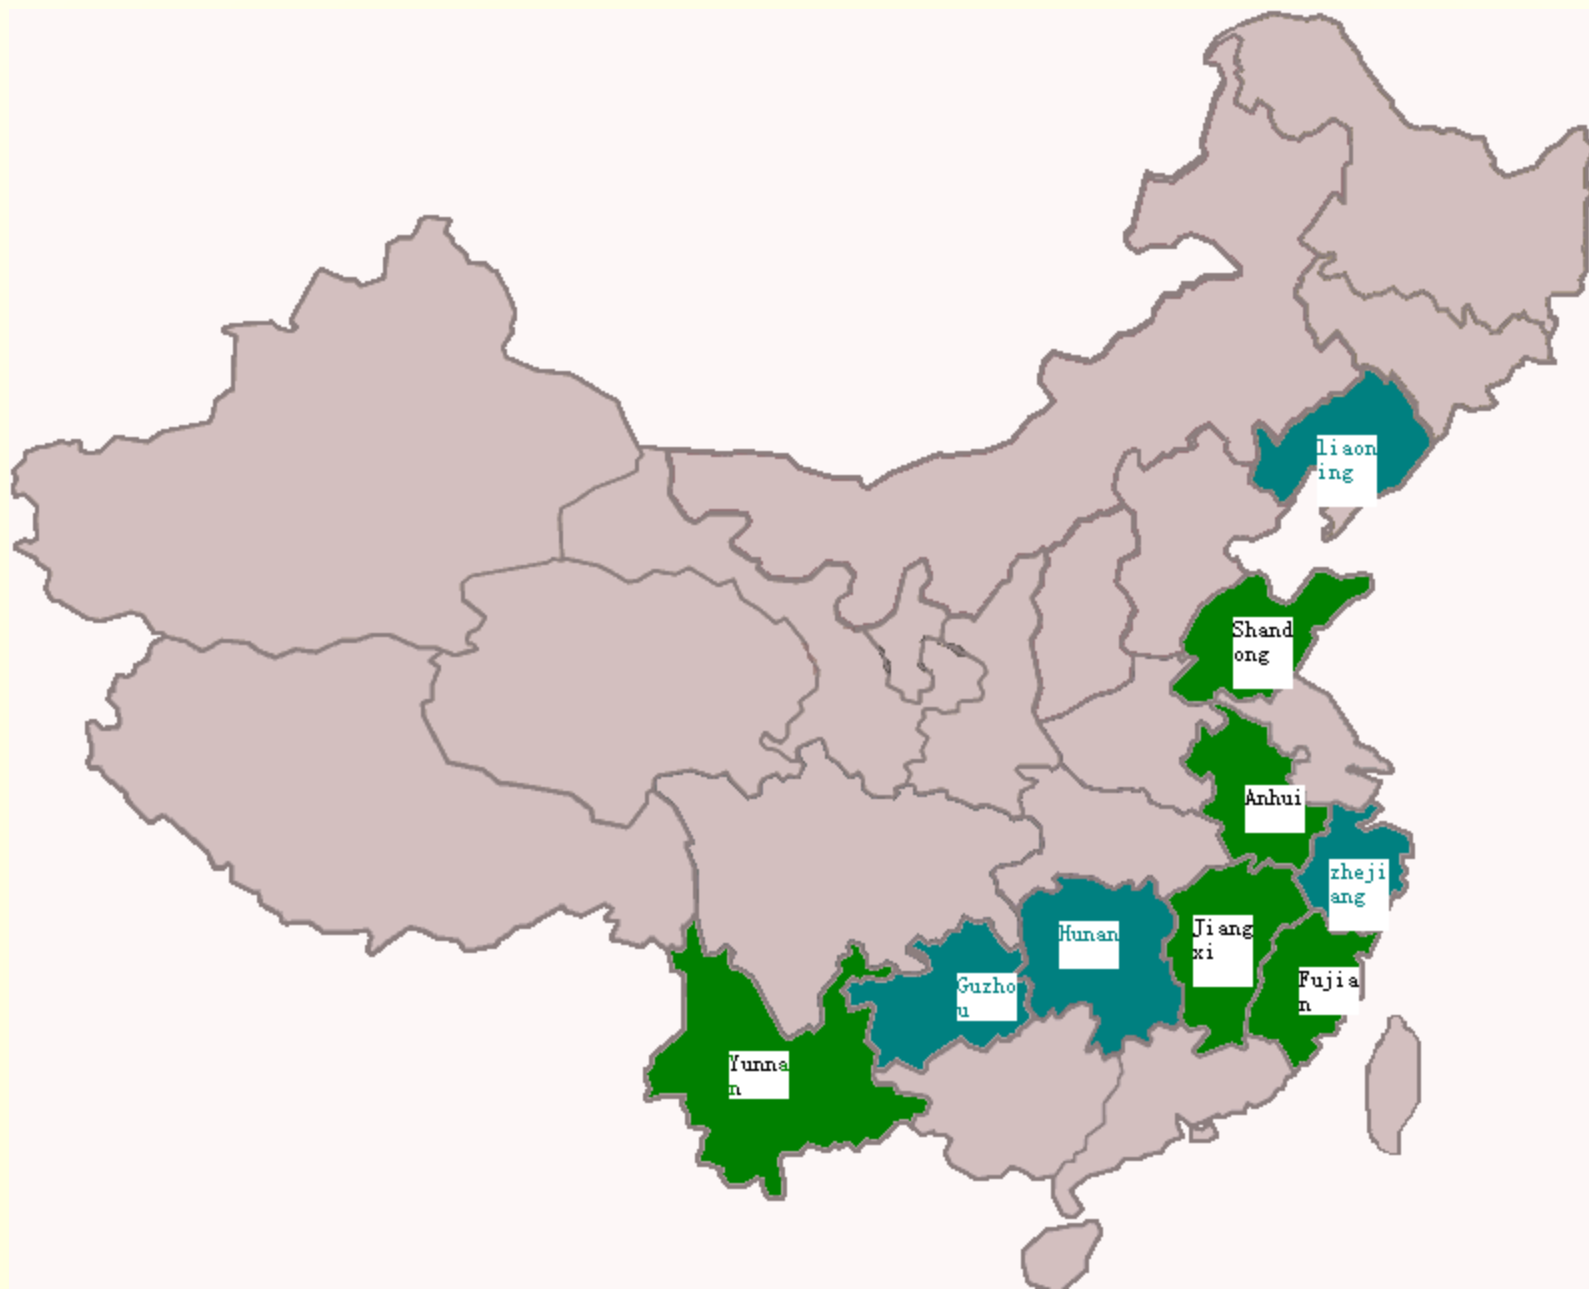 liaon
ing
Shand
ong
Anhui
zheji
ang
Jiang
xi
Hunan
Fujia
n
Guzho
u
Yunna
n